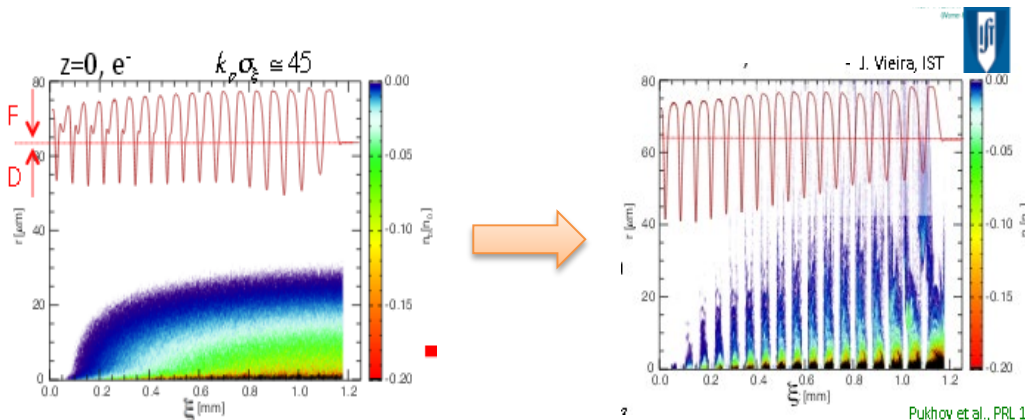 z=0, e⁻
k_p σ_ξ ≃ 45
- J. Vieira, IST
IST
F
D
80
60
40
20
0
r [μm]
0.0 0.2 0.4 0.6 0.8 1.0 1.2
ξ [mm]
0.00
-0.05
-0.10
-0.15
-0.20
n_b[n_0]
80
60
40
20
0
r [μm]
0.0 0.2 0.4 0.6 0.8 1.0 1.2
ξ [mm]
0.00
-0.05
-0.10
-0.15
-0.20
Pukhov et al., PRL 1